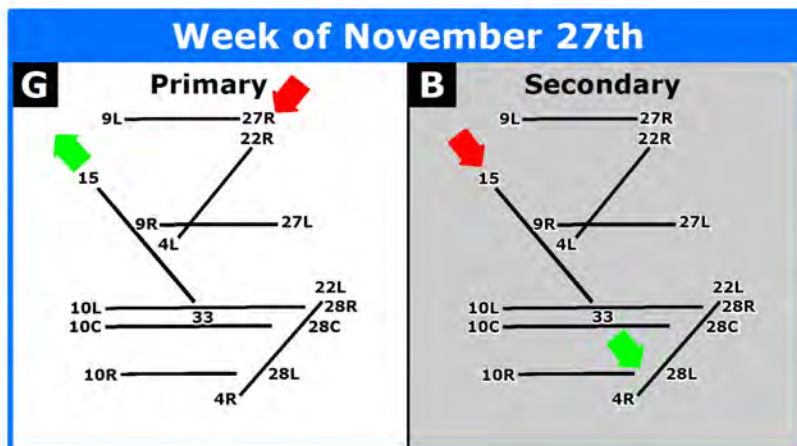 Week of November 27th
G Primary
9L 27R
22R
15
9R 27L
4L
22L
10L 28R
33
10C 28C
10R 28L
4R
B Secondary
9L 27R
22R
15
9R 27L
4L
22L
10L 28R
33
10C 28C
10R 28L
4R